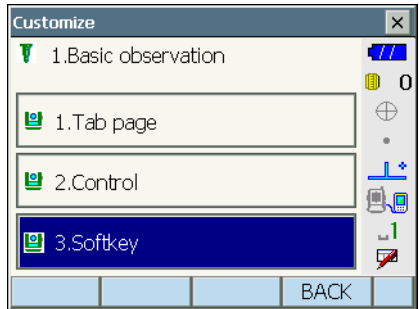 Customize
1.Basic observation
0
1.Tab page
2.Control
3.Softkey
1
BACK